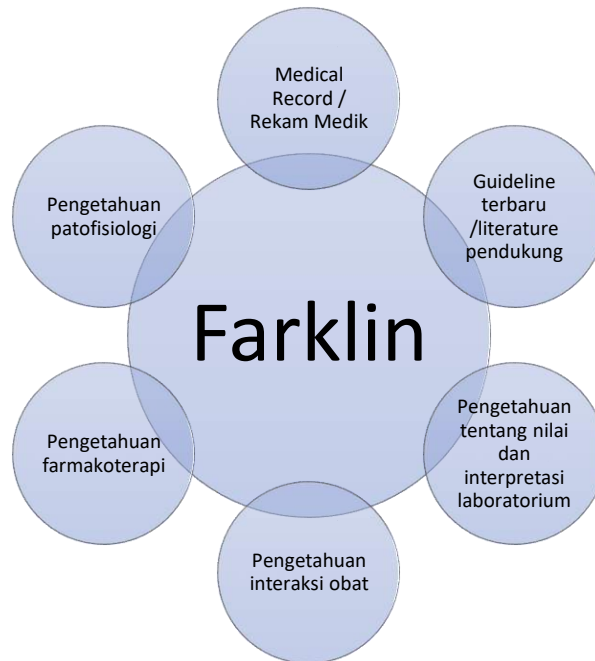 Medical
Record /
Rekam Medik
Guideline
terbaru
/literature
pendukung
Pengetahuan
tentang nilai
dan
interpretasi
laboratorium
Pengetahuan
interaksi obat
Pengetahuan
farmakoterapi
Pengetahuan
patofisiologi
Farklin